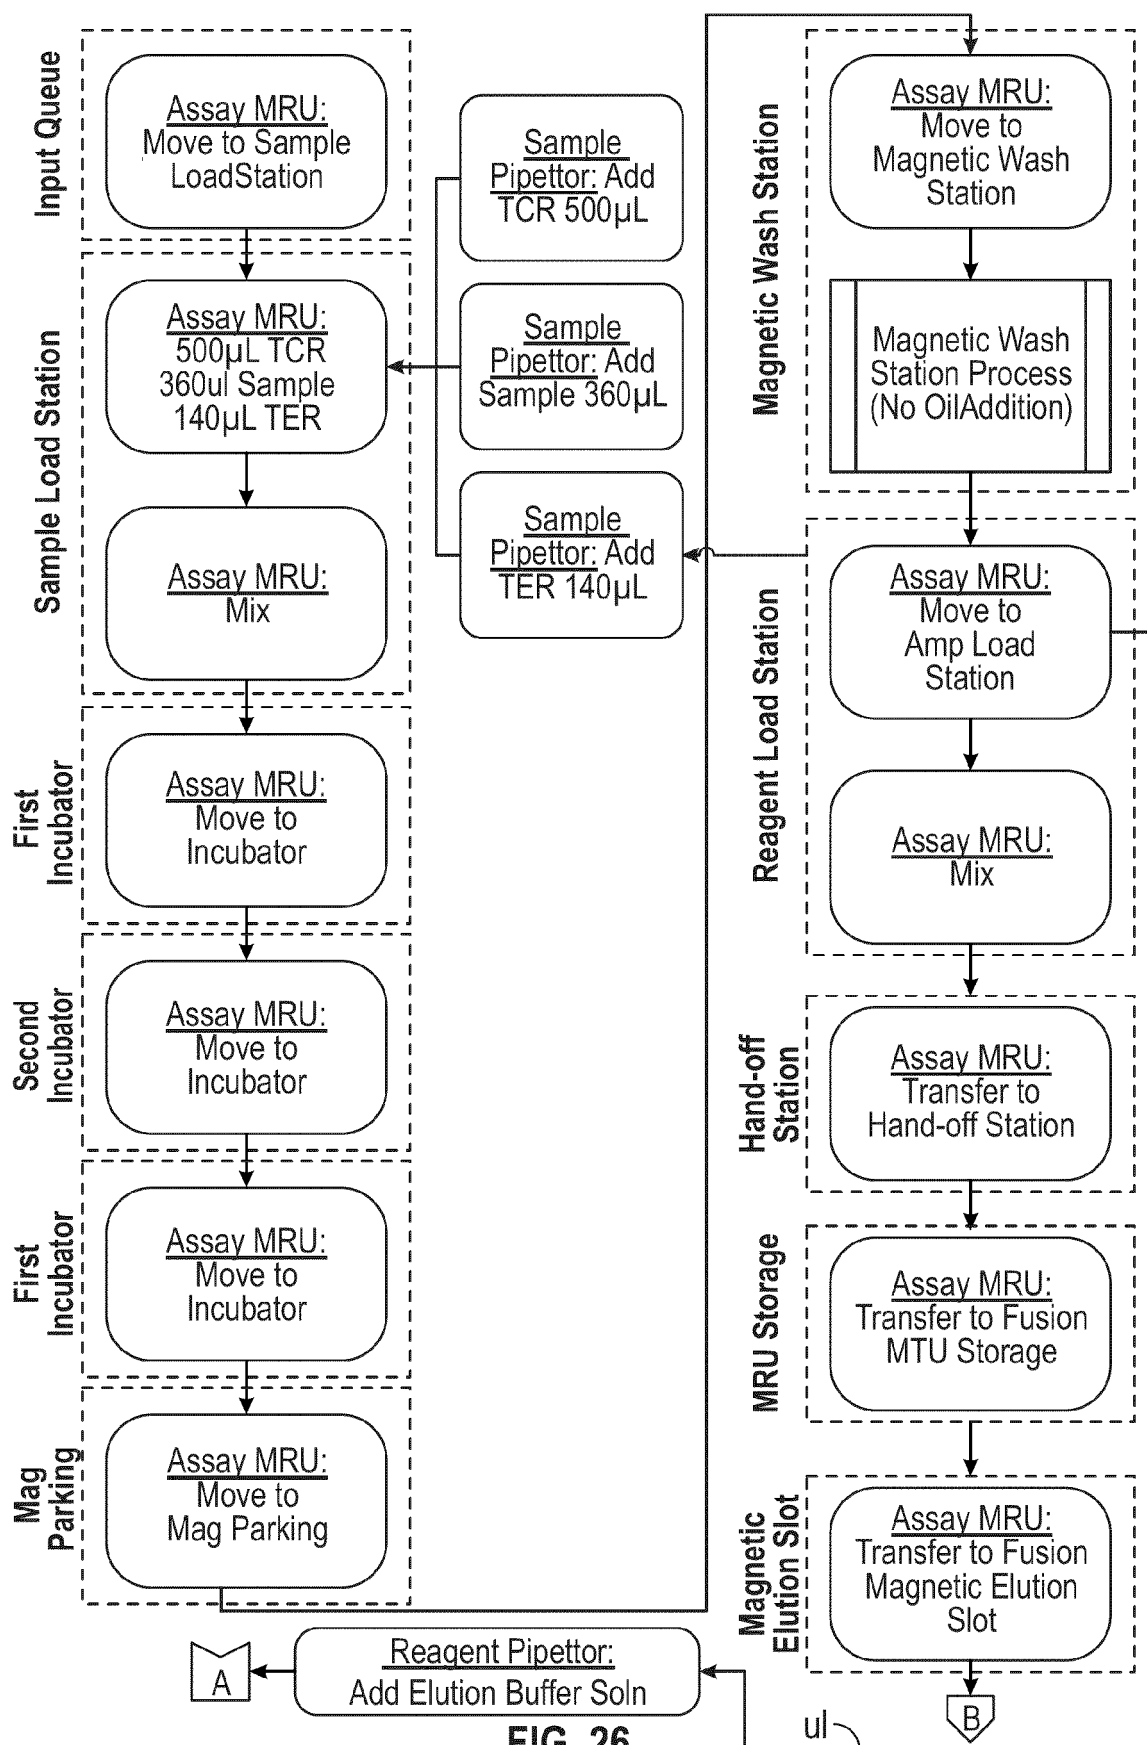 Input Queue
Assay MRU:
Move to Sample
LoadStation
Sample Load Station
Assay MRU:
500µL TCR
360ul Sample
140µL TER
Assay MRU:
Mix
First
Incubator
Assay MRU:
Move to
Incubator
Second
Incubator
Assay MRU:
Move to
Incubator
First
Incubator
Assay MRU:
Move to
Incubator
Mag
Parking
Assay MRU:
Move to
Mag Parking
Sample
Pipettor: Add
TCR 500µL
Sample
Pipettor: Add
Sample 360µL
Sample
Pipettor: Add
TER 140µL
Magnetic Wash Station
Assay MRU:
Move to
Magnetic Wash
Station
Magnetic Wash
Station Process
(No OilAddition)
Reagent Load Station
Assay MRU:
Move to
Amp Load
Station
Assay MRU:
Mix
Hand-off
Station
Assay MRU:
Transfer to
Hand-off Station
MRU Storage
Assay MRU:
Transfer to Fusion
MTU Storage
Magnetic
Elution Slot
Assay MRU:
Transfer to Fusion
Magnetic Elution
Slot
A
Reagent Pipettor:
Add Elution Buffer Soln
B
FIG. 26
ul